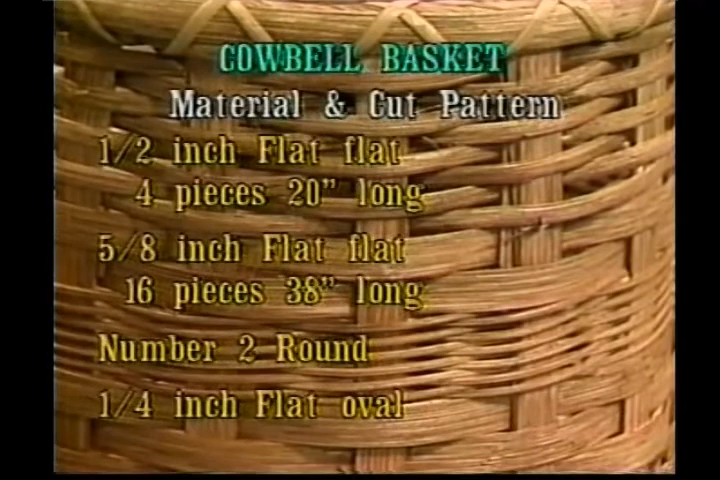 COWBELL BASKET
Material & Cut Pattern
1/2 inch Flat flat
4 pieces 20" long
5/8 inch Flat flat
16 pieces 38" long
Number 2 Round
1/4 inch Flat oval